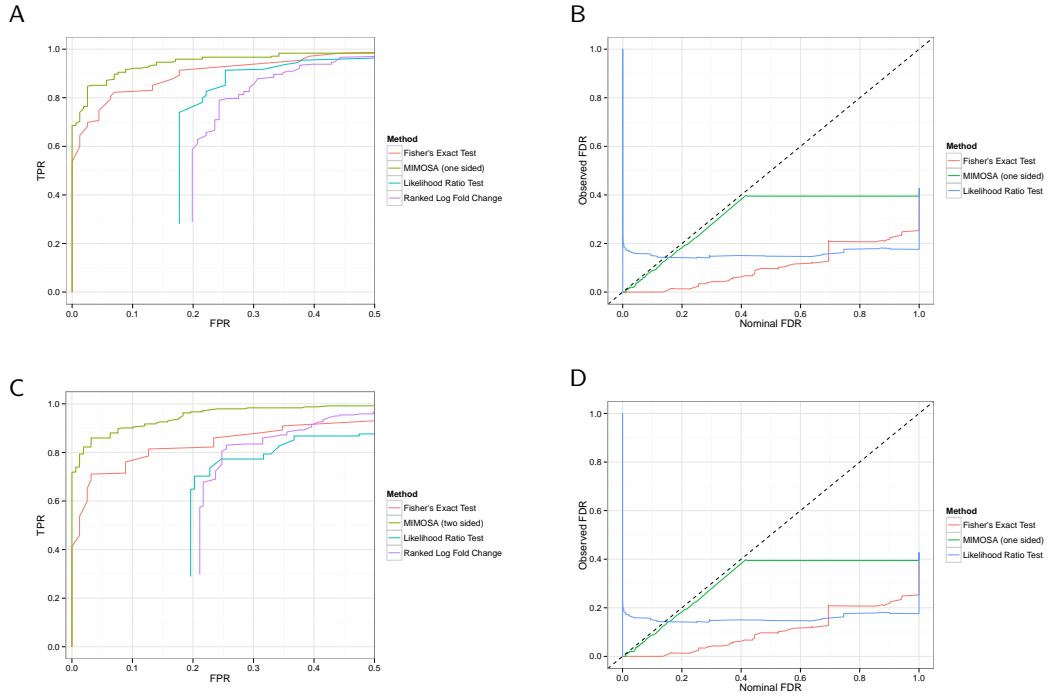 A
1.0
0.8
0.6
0.4
0.2
0.0
TPR
0.0 0.1 0.2 0.3 0.4 0.5
FPR
Method
Fisher's Exact Test
MIMOSA (one sided)
Likelihood Ratio Test
Ranked Log Fold Change
B
1.0
0.8
0.6
0.4
0.2
0.0
Observed FDR
0.0 0.2 0.4 0.6 0.8 1.0
Nominal FDR
Method
Fisher's Exact Test
MIMOSA (one sided)
Likelihood Ratio Test
C
1.0
0.8
0.6
0.4
0.2
0.0
TPR
0.0 0.1 0.2 0.3 0.4 0.5
FPR
Method
Fisher's Exact Test
MIMOSA (two sided)
Likelihood Ratio Test
Ranked Log Fold Change
D
1.0
0.8
0.6
0.4
0.2
0.0
Observed FDR
0.0 0.2 0.4 0.6 0.8 1.0
Nominal FDR
Method
Fisher's Exact Test
MIMOSA (one sided)
Likelihood Ratio Test